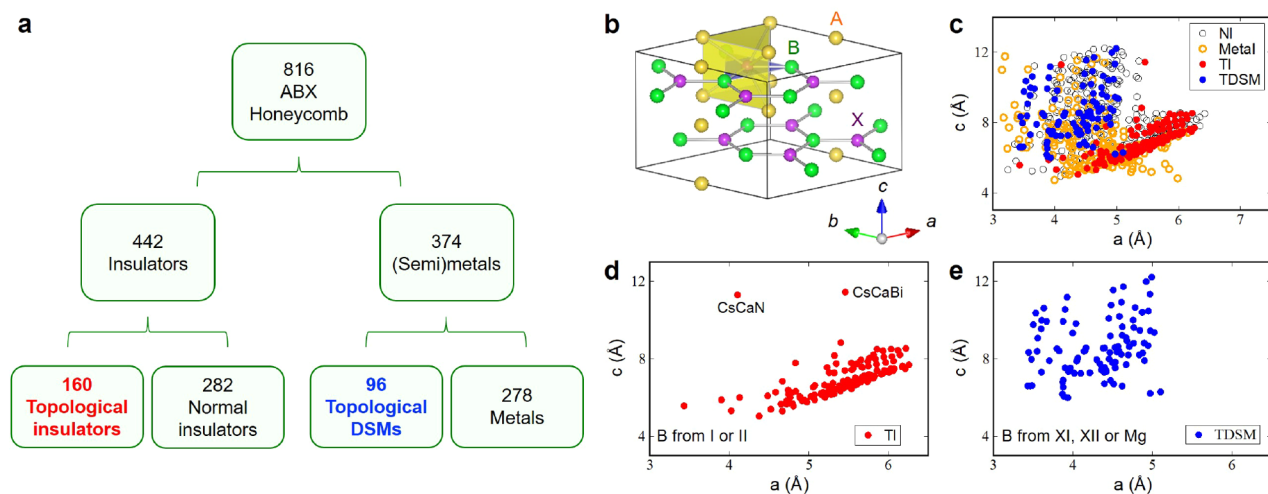 a
816
ABX
Honeycomb
442
Insulators
374
(Semi)metals
160
Topological
insulators
282
Normal
insulators
96
Topological
DSMs
278
Metals
b
A
B
X
c
b
a
c
NI
Metal
TI
TDSM
12
8
4
c (Å)
3 4 5 6 7
a (Å)
d
CsCaN
CsCaBi
12
8
4
c (Å)
B from I or II
TI
3 4 5 6
a (Å)
e
12
8
4
c (Å)
B from XI, XII or Mg
TDSM
3 4 5 6
a (Å)